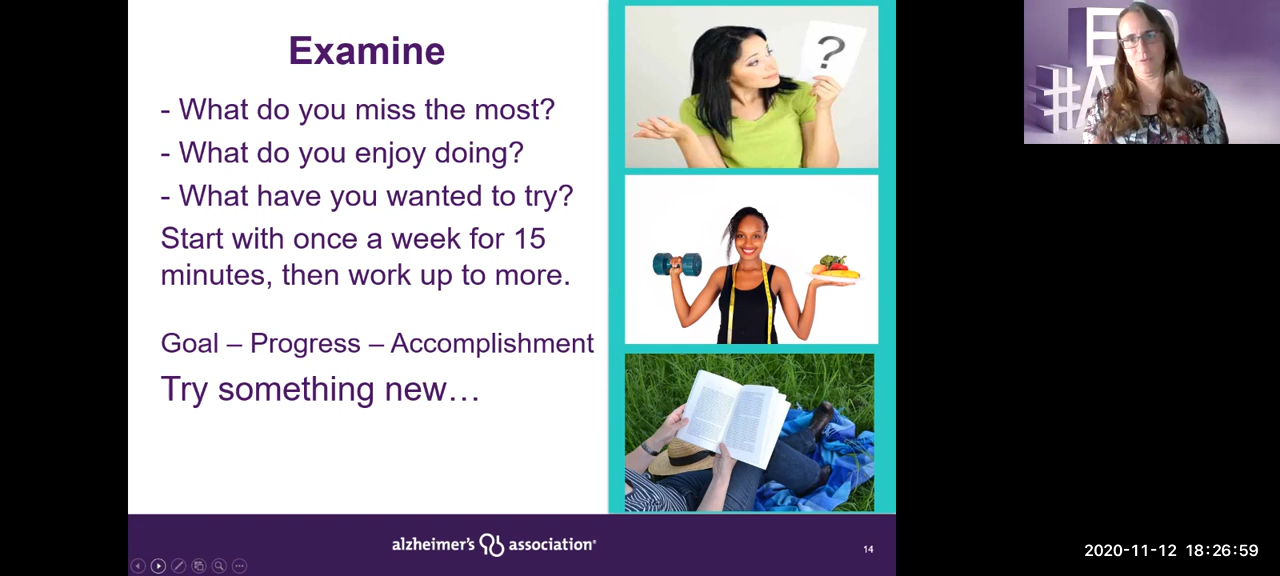 Examine
- What do you miss the most?
- What do you enjoy doing?
- What have you wanted to try?
Start with once a week for 15
minutes, then work up to more.
Goal – Progress – Accomplishment
Try something new…
?
alzheimer's association®
14
2020-11-12 18:26:59